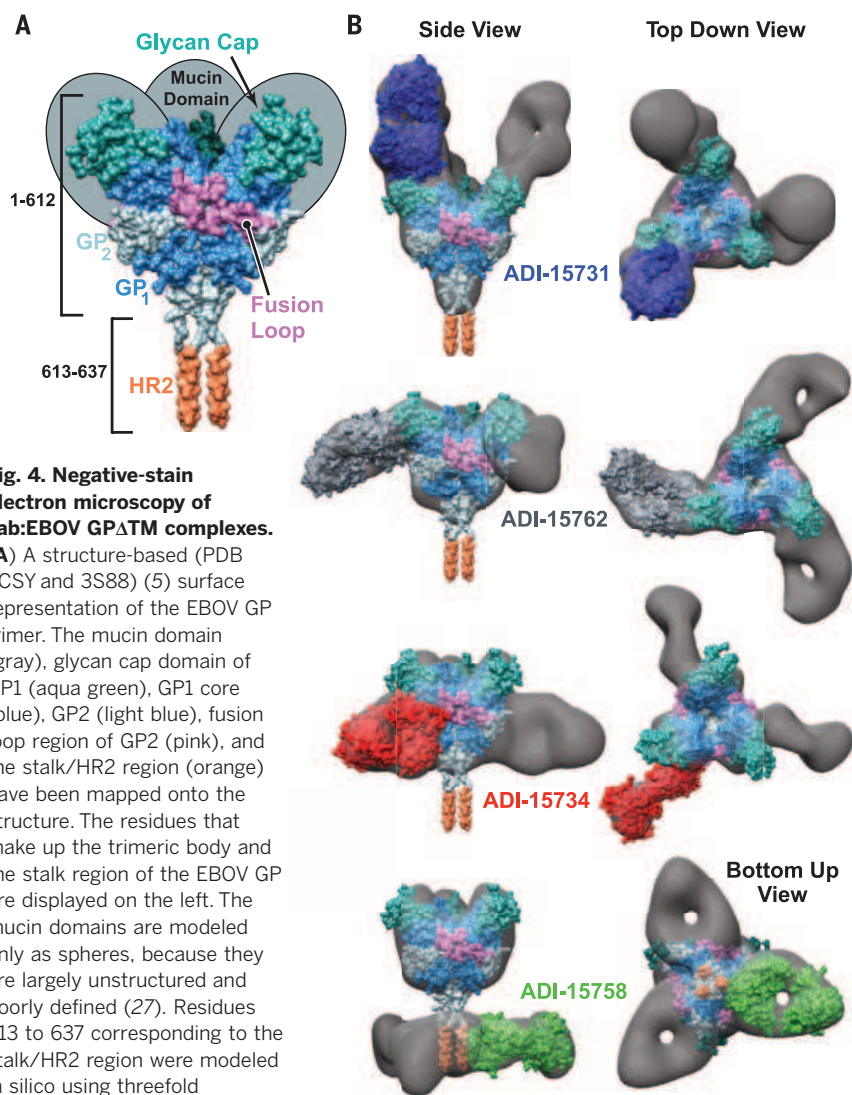 A
B
Side View
Top Down View
Glycan Cap
Mucin
Domain
1-612
GP2
GP1
Fusion
Loop
613-637
HR2
ADI-15731
ADI-15762
ADI-15734
Bottom Up
View
ADI-15758
ig. 4. Negative-stain
lectron microscopy of
ab:EBOV GPΔTM complexes.
A) A structure-based (PDB
CSY and 3S88) (5) surface
epresentation of the EBOV GP
rimer. The mucin domain
gray), glycan cap domain of
P1 (aqua green), GP1 core
blue), GP2 (light blue), fusion
oop region of GP2 (pink), and
he stalk/HR2 region (orange)
ave been mapped onto the
tructure. The residues that
ake up the trimeric body and
he stalk region of the EBOV GP
re displayed on the left. The
mucin domains are modeled
nly as spheres, because they
re largely unstructured and
oorly defined (27). Residues
13 to 637 corresponding to the
talk/HR2 region were modeled
n silico using threefold